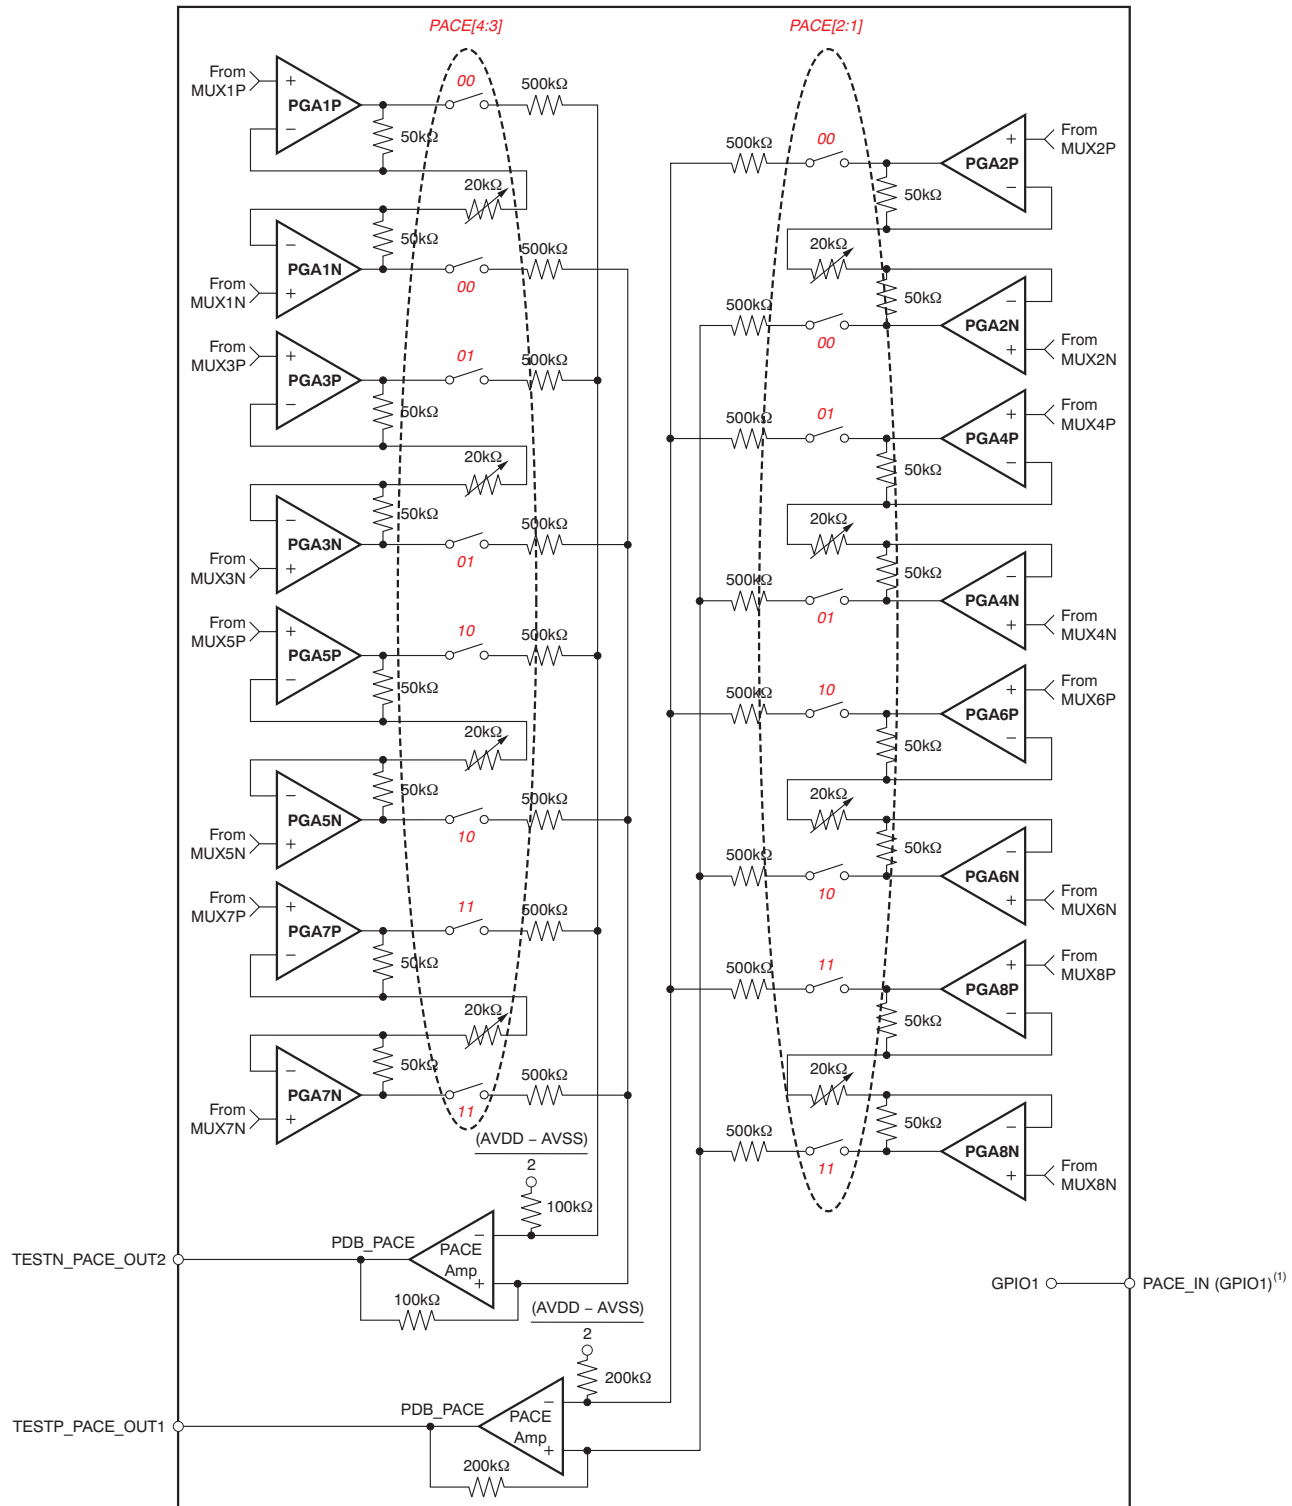 PACE[4:3]
PACE[2:1]
From
MUX1P
+
PGA1P
−
00
500kΩ
50kΩ
20kΩ
−
PGA1N
+
50kΩ
500kΩ
00
From
MUX1N
From
MUX3P
+
PGA3P
−
01
500kΩ
50kΩ
20kΩ
−
PGA3N
+
50kΩ
500kΩ
01
From
MUX3N
From
MUX5P
+
PGA5P
−
10
500kΩ
50kΩ
20kΩ
−
PGA5N
+
50kΩ
500kΩ
10
From
MUX5N
From
MUX7P
+
PGA7P
−
11
500kΩ
50kΩ
20kΩ
−
PGA7N
+
50kΩ
500kΩ
11
From
MUX7N
500kΩ
00
+
PGA2P
−
From
MUX2P
50kΩ
20kΩ
500kΩ
00
50kΩ
−
PGA2N
+
From
MUX2N
500kΩ
01
+
PGA4P
−
From
MUX4P
50kΩ
20kΩ
500kΩ
01
50kΩ
−
PGA4N
+
From
MUX4N
500kΩ
10
+
PGA6P
−
From
MUX6P
50kΩ
20kΩ
500kΩ
10
50kΩ
−
PGA6N
+
From
MUX6N
500kΩ
11
+
PGA8P
−
From
MUX8P
50kΩ
20kΩ
500kΩ
11
50kΩ
−
PGA8N
+
From
MUX8N
(AVDD − AVSS)
2
100kΩ
TESTN_PACE_OUT2
PDB_PACE
−
PACE
Amp
+
100kΩ
GPIO1
PACE_IN (GPIO1)(1)
(AVDD − AVSS)
2
200kΩ
TESTP_PACE_OUT1
PDB_PACE
−
PACE
Amp
+
200kΩ